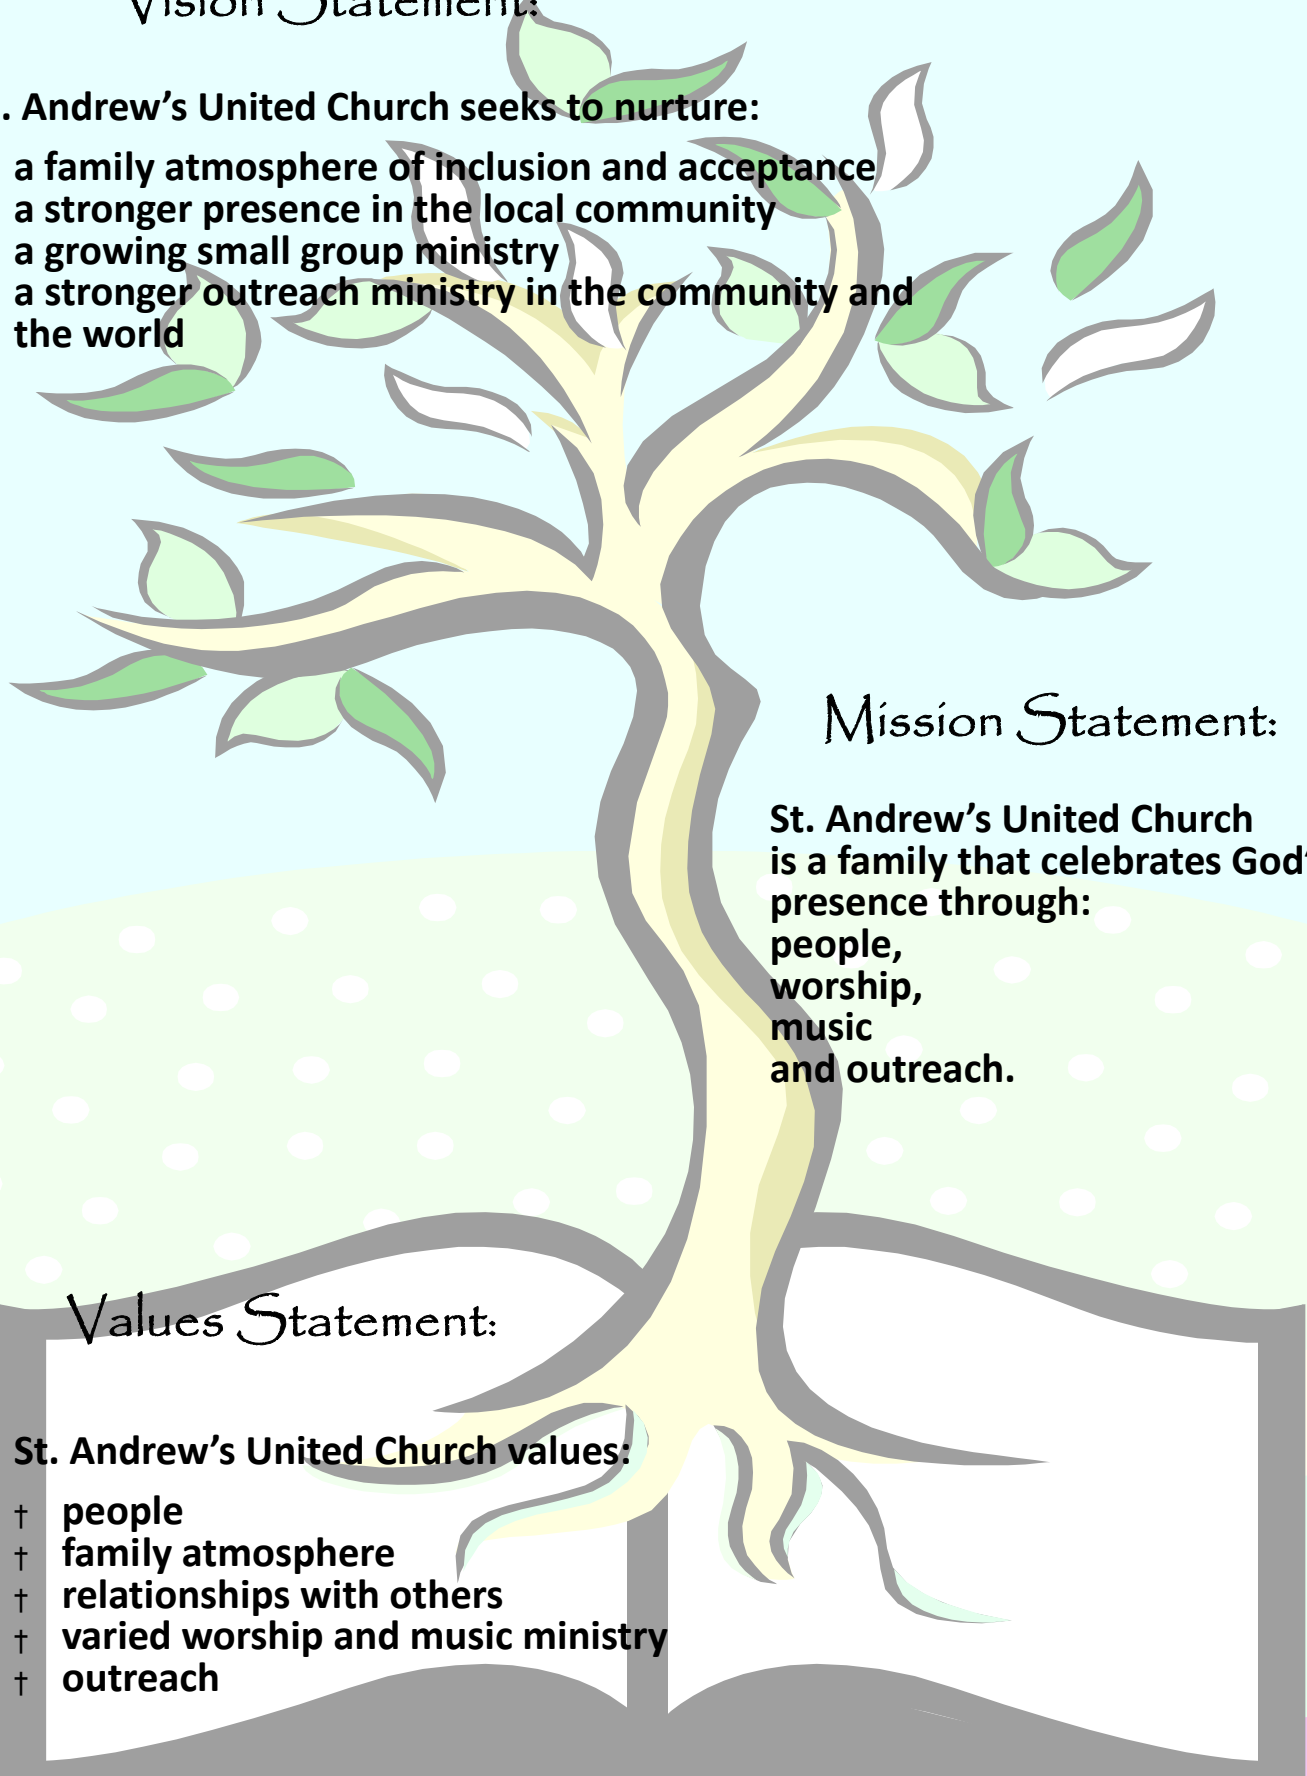 Vision Statement:
. Andrew’s United Church seeks to nurture:
a family atmosphere of inclusion and acceptance
a stronger presence in the local community
a growing small group ministry
a stronger outreach ministry in the community and
the world
Mission Statement:
St. Andrew’s United Church
is a family that celebrates God’
presence through:
people,
worship,
music
and outreach.
Values Statement:
St. Andrew’s United Church values:
† people
† family atmosphere
† relationships with others
† varied worship and music ministry
† outreach